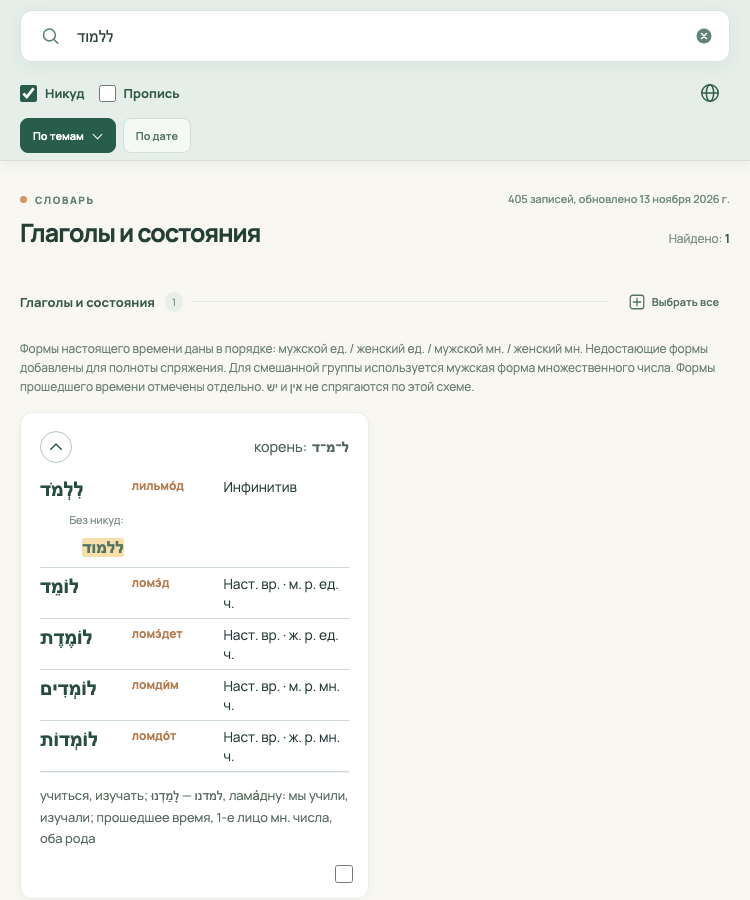 ללמוד
Никуд Пропись
По темам По дате
СЛОВАРЬ
405 записей, обновлено 13 ноября 2026 г.
Глаголы и состояния
Найдено: 1
Глаголы и состояния 1 Выбрать все
Формы настоящего времени даны в порядке: мужской ед. / женский ед. / мужской мн. / женский мн. Недостающие формы
добавлены для полноты спряжения. Для смешанной группы используется мужская форма множественного числа. Формы
прошедшего времени отмечены отдельно. יש и אין не спрягаются по этой схеме.
корень: ל־מ־ד
לִלְמֹד лильмо́д Инфинитив
Без никуд:
ללמוד
לוֹמֵד ломэ́д Наст. вр. · м. р. ед.
ч.
לוֹמֶדֶת ломэ́дет Наст. вр. · ж. р. ед.
ч.
לוֹמְדִים ломди́м Наст. вр. · м. р. мн.
ч.
לוֹמְדוֹת ломдо́т Наст. вр. · ж. р. мн.
ч.
учиться, изучать; למדנו — לָמַדְנוּ, лама́дну: мы учили,
изучали; прошедшее время, 1-е лицо мн. числа,
оба рода